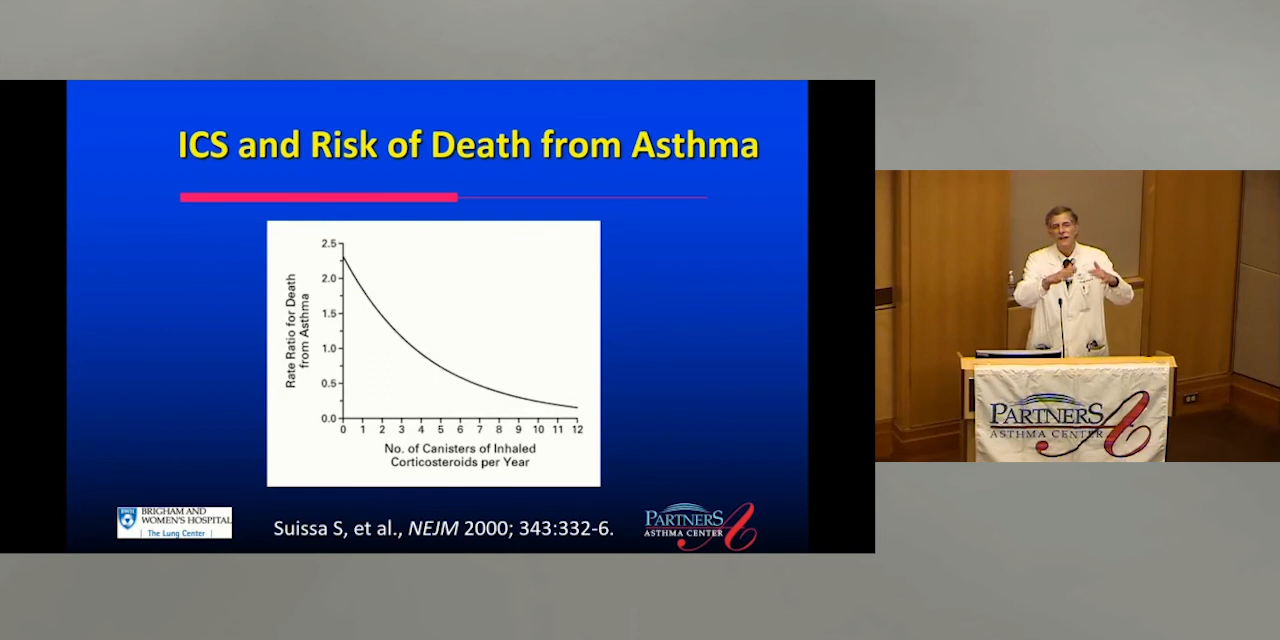 ICS and Risk of Death from Asthma
2.5
2.0
1.5
1.0
0.5
0.0
Rate Ratio for Death
from Asthma
0 1 2 3 4 5 6 7 8 9 10 11 12
No. of Canisters of Inhaled
Corticosteroids per Year
BWH
BRIGHAM AND
WOMEN'S HOSPITAL
The Lung Center
Suissa S, et al., NEJM 2000; 343:332-6.
PARTNERS
ASTHMA CENTER
PARTNERS
ASTHMA CENTER